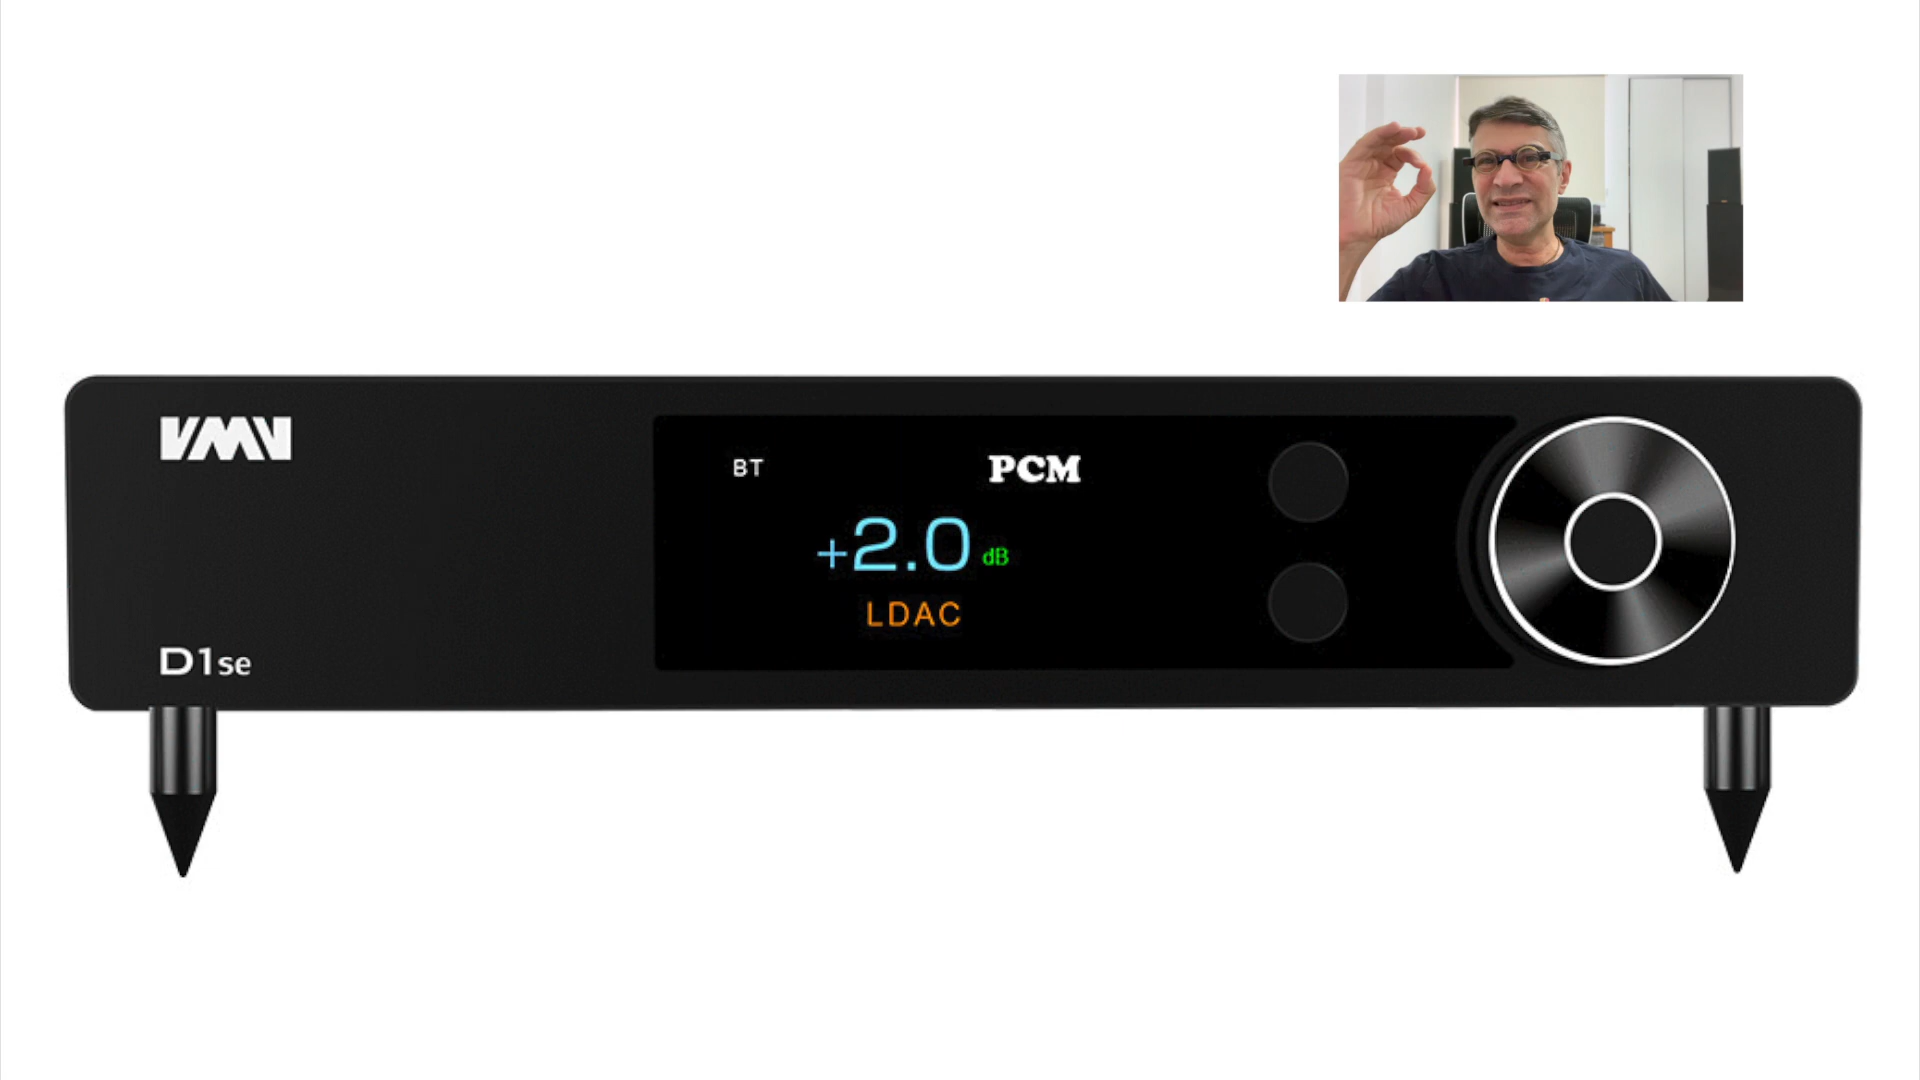 VMV
BT PCM
+2.0 dB
LDAC
D1se